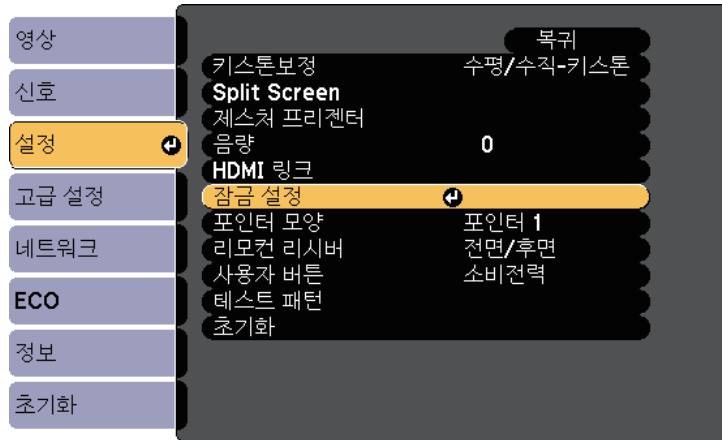 영상
신호
설정
고급 설정
네트워크
ECO
정보
초기화
복귀
키스톤보정 수평/수직-키스톤
Split Screen
제스처 프리젠터
음량 0
HDMI 링크
잠금 설정
포인터 모양 포인터 1
리모컨 리시버 전면/후면
사용자 버튼 소비전력
테스트 패턴
초기화